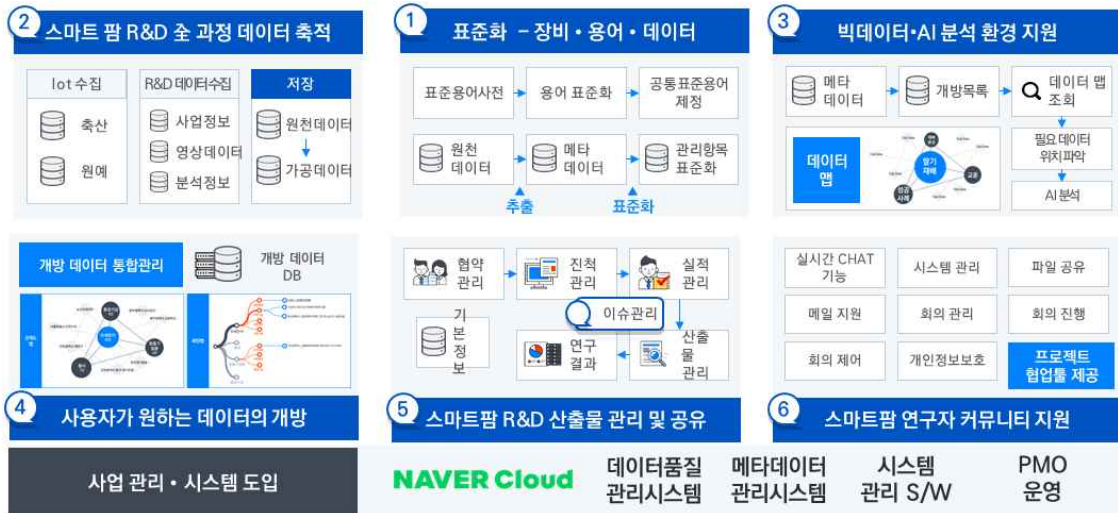 2 스마트 팜 R&D 全 과정 데이터 축적
Iot 수집
축산
원예
R&D 데이터수집
사업정보
영상데이터
분석정보
저장
원천데이터
가공데이터
1 표준화 – 장비 • 용어 • 데이터
표준용어사전
용어 표준화
공통표준용어
제정
원천
데이터
메타
데이터
관리항목
표준화
추출
표준화
3 빅데이터·AI 분석 환경 지원
메타
데이터
개방목록
데이터 맵
조회
데이터
맵
딸기
재배
교본
성공
사례
필요데이터
위치파악
AI 분석
개방 데이터 통합관리
개방 데이터
DB
4 사용자가 원하는 데이터의 개방
협약
관리
진척
관리
실적
관리
이슈관리
기
본
정
보
연구
결과
산출
물
관리
5 스마트팜 R&D 산출물 관리 및 공유
실시간 CHAT
기능
시스템 관리
파일 공유
메일 지원
회의 관리
회의 진행
회의 제어
개인정보보호
프로젝트
협업툴 제공
6 스마트팜 연구자 커뮤니티 지원
사업 관리 • 시스템 도입
NAVER Cloud
데이터품질
관리시스템
메타데이터
관리시스템
시스템
관리 S/W
PMO
운영